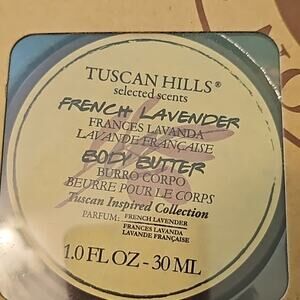 TUSCAN HILLS®
selected scents
FRENCH LAVENDER
FRANCES LAVANDA
LAVANDE FRANÇAISE
BODY BUTTER
BURRO CORPO
BEURRE POUR LE CORPS
Tuscan Inspired Collection
PARFUM: FRENCH LAVENDER
FRANCES LAVANDA
LAVANDE FRANÇAISE
1.0 FL OZ - 30 ML